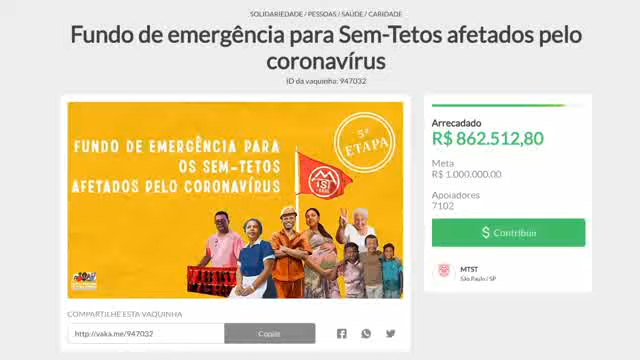 SOLIDARIEDADE / PESSOAS / SAÚDE / CARIDADE
Fundo de emergência para Sem-Tetos afetados pelo
coronavírus
ID da vaquinha: 947032
FUNDO DE EMERGÊNCIA PARA
OS SEM-TETOS
AFETADOS PELO CORONAVÍRUS
5ª
ETAPA
MTST
Arrecadado
R$ 862.512,80
Meta
R$ 1.000.000.00
Apoiadores
7102
$ Contribuir
MTST
São Paulo / SP
COMPARTILHE ESTA VAQUINHA
http://vaka.me/947032
Copiar